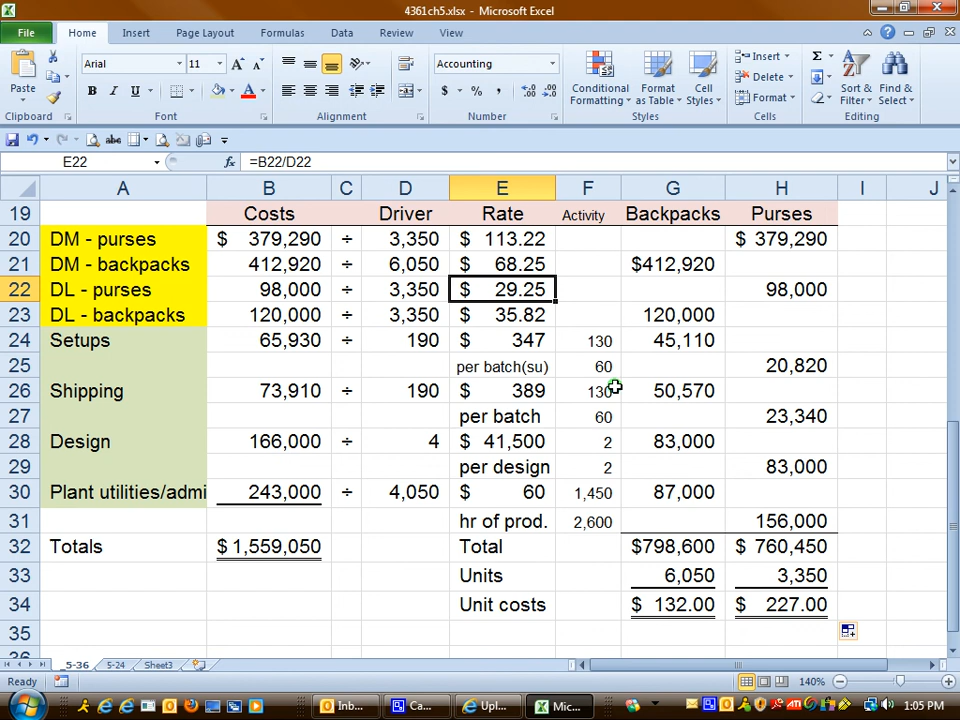 4361ch5.xlsx - Microsoft Excel
File Home Insert Page Layout Formulas Data Review View
Paste Arial 11 A A Accounting Conditional Formatting Format as Table Cell Styles Insert Delete Format Σ Sort & Filter Find & Select
B I U A $ % ,
Clipboard Font Alignment Number Styles Cells Editing
E22 fx =B22/D22
A B C D E F G H I J
19 Costs Driver Rate Activity Backpacks Purses
20 DM - purses $ 379,290 ÷ 3,350 $ 113.22 $ 379,290
21 DM - backpacks 412,920 ÷ 6,050 $ 68.25 $412,920
22 DL - purses 98,000 ÷ 3,350 $ 29.25 98,000
23 DL - backpacks 120,000 ÷ 3,350 $ 35.82 120,000
24 Setups 65,930 ÷ 190 $ 347 130 45,110
25 per batch(su) 60 20,820
26 Shipping 73,910 ÷ 190 $ 389 130 50,570
27 per batch 60 23,340
28 Design 166,000 ÷ 4 $ 41,500 2 83,000
29 per design 2 83,000
30 Plant utilities/admi 243,000 ÷ 4,050 $ 60 1,450 87,000
31 hr of prod. 2,600 156,000
32 Totals $ 1,559,050 Total $798,600 $ 760,450
33 Units 6,050 3,350
34 Unit costs $ 132.00 $ 227.00
35
_5-36 5-24 Sheet3
Ready 140%
Inb... Ca... Upl... Mic... 1:05 PM